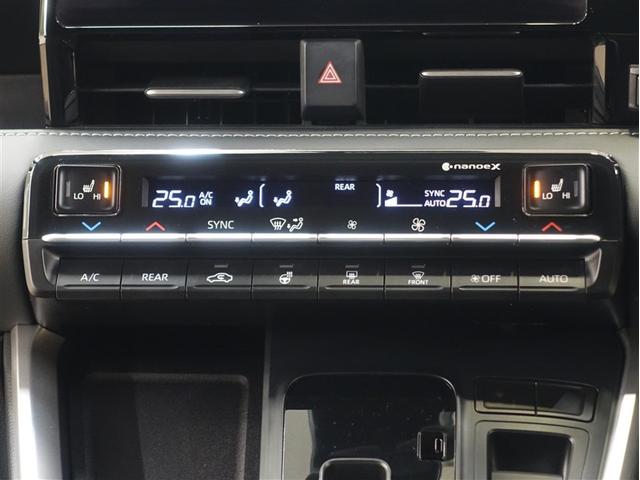 nanoeX
LO HI
25.0 A/C ON REAR SYNC AUTO 25.0
LO HI
SYNC
A/C REAR REAR FRONT OFF AUTO